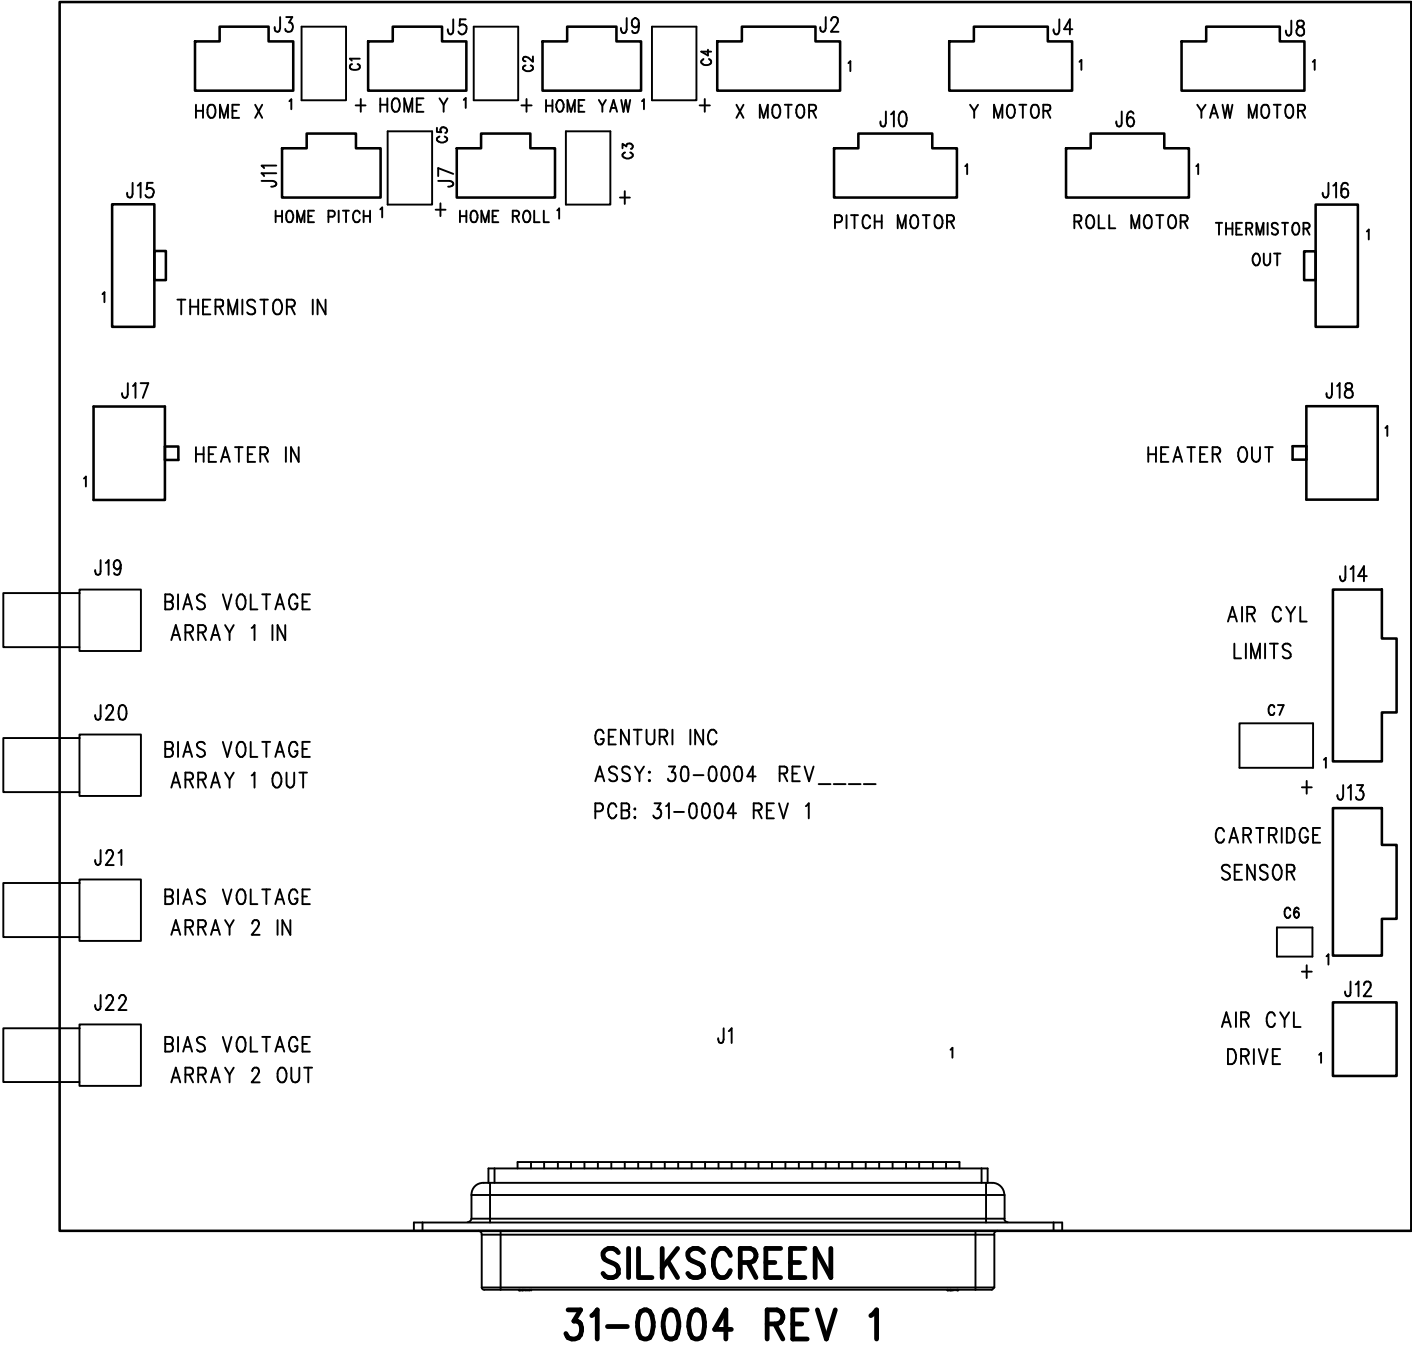 J3
C1
J5
C2
J9
C4
J2
J4
J8
1
1
1
1
1
1
HOME X
+
HOME Y
+
HOME YAW
+
X MOTOR
Y MOTOR
YAW MOTOR
J11
C5
J7
C3
J10
J6
1
1
HOME PITCH
1
+
HOME ROLL
1
+
PITCH MOTOR
ROLL MOTOR
J15
1
THERMISTOR IN
J16
1
THERMISTOR
OUT
J17
1
HEATER IN
J18
1
HEATER OUT
J19
BIAS VOLTAGE
ARRAY 1 IN
J14
AIR CYL
LIMITS
C7
1
+
J20
BIAS VOLTAGE
ARRAY 1 OUT
GENTURI INC
ASSY: 30-0004 REV____
PCB: 31-0004 REV 1
J13
CARTRIDGE
SENSOR
C6
1
+
J21
BIAS VOLTAGE
ARRAY 2 IN
J22
BIAS VOLTAGE
ARRAY 2 OUT
J1
1
J12
AIR CYL
DRIVE
1
SILKSCREEN
31-0004 REV 1